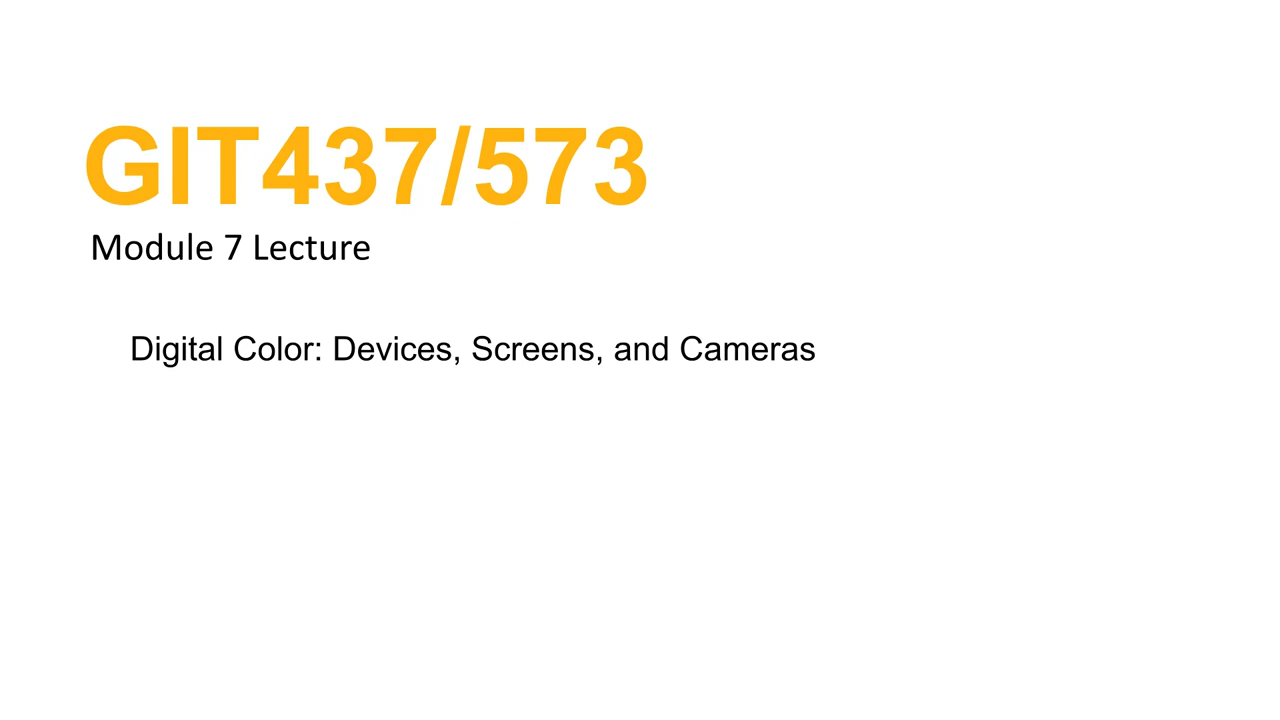 GIT437/573
Module 7 Lecture
Digital Color: Devices, Screens, and Cameras